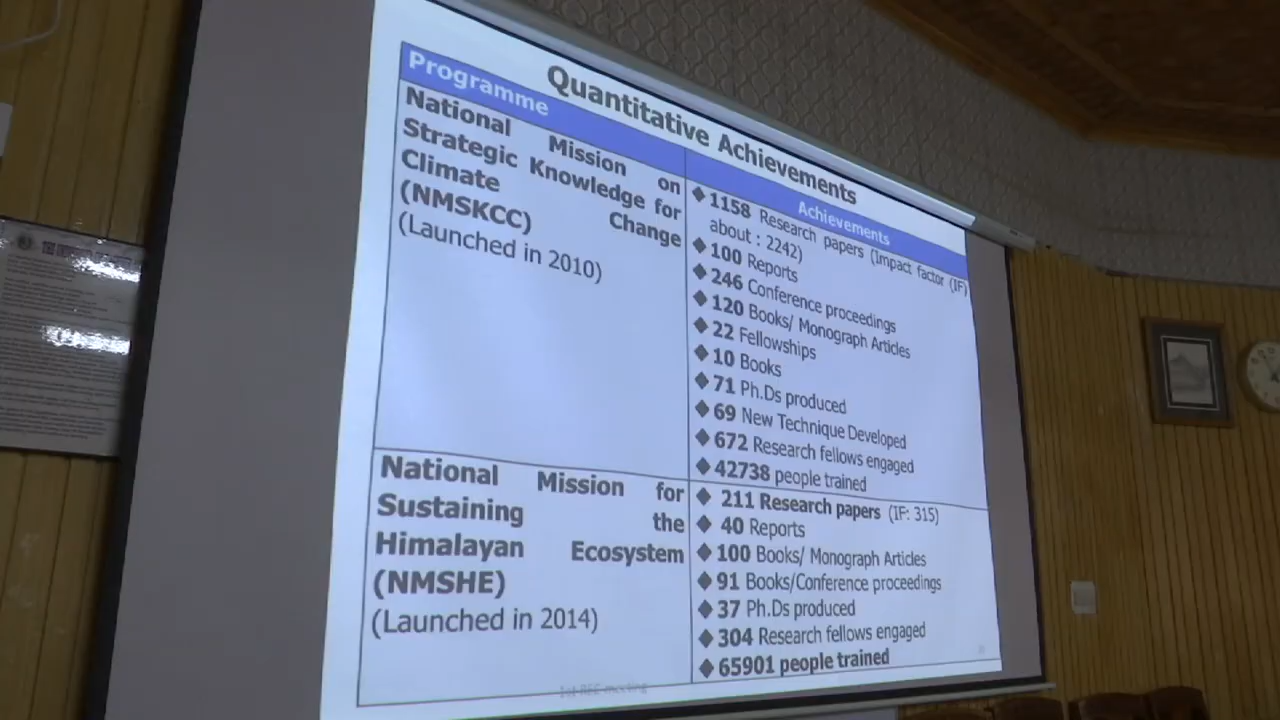 Quantitative Achievements
Programme
Achievements
National Mission on
Strategic Knowledge for
Climate Change
(NMSKCC)
(Launched in 2010)
◆1158 Research papers (Impact factor (IF)
about : 2242)
◆100 Reports
◆246 Conference proceedings
◆120 Books/ Monograph Articles
◆22 Fellowships
◆10 Books
◆71 Ph.Ds produced
◆69 New Technique Developed
◆672 Research fellows engaged
◆42738 people trained
National Mission for
Sustaining the
Himalayan Ecosystem
(NMSHE)
(Launched in 2014)
◆ 211 Research papers (IF: 315)
◆ 40 Reports
◆100 Books/ Monograph Articles
◆ 91 Books/Conference proceedings
◆ 37 Ph.Ds produced
◆ 304 Research fellows engaged
◆ 65901 people trained